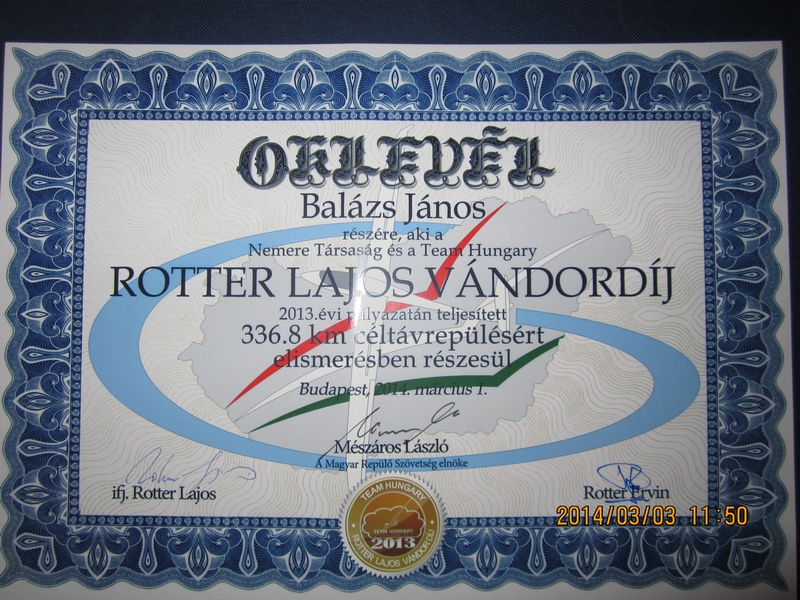 OKLEVÉL
Balázs János
részére, aki a
Nemere Társaság és a Team Hungary
ROTTER LAJOS VÁNDORDÍJ
2013.évi pályázatán teljesített
336.8 km céltávrepülésért
elismerésben részesül
Budapest, 2014. március 1.
Mészáros László
A Magyar Repülő Szövetség elnöke
ifj. Rotter Lajos
Rotter Ervin
TEAM HUNGARY
TEAM HUNGARY
2013
ROTTER LAJOS VÁNDORDÍJ
2014/03/03 11:50